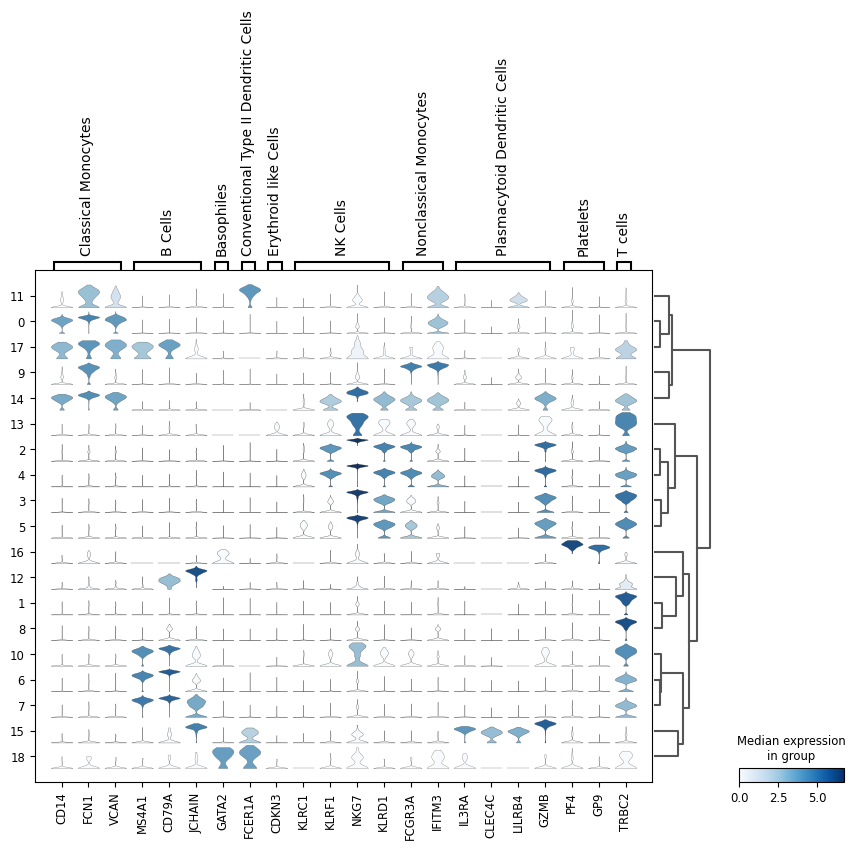 Classical Monocytes
B Cells
Basophiles
Conventional Type II Dendritic Cells
Erythroid like Cells
NK Cells
Nonclassical Monocytes
Plasmacytoid Dendritic Cells
Platelets
T cells
11
0
17
9
14
13
2
4
3
5
16
12
1
8
10
6
7
15
18
CD14
FCN1
VCAN
MS4A1
CD79A
JCHAIN
GATA2
FCER1A
CDKN3
KLRC1
KLRF1
NKG7
KLRD1
FCGR3A
IFITM3
IL3RA
CLEC4C
LILRB4
GZMB
PF4
GP9
TRBC2
Median expression
in group
0.0 2.5 5.0